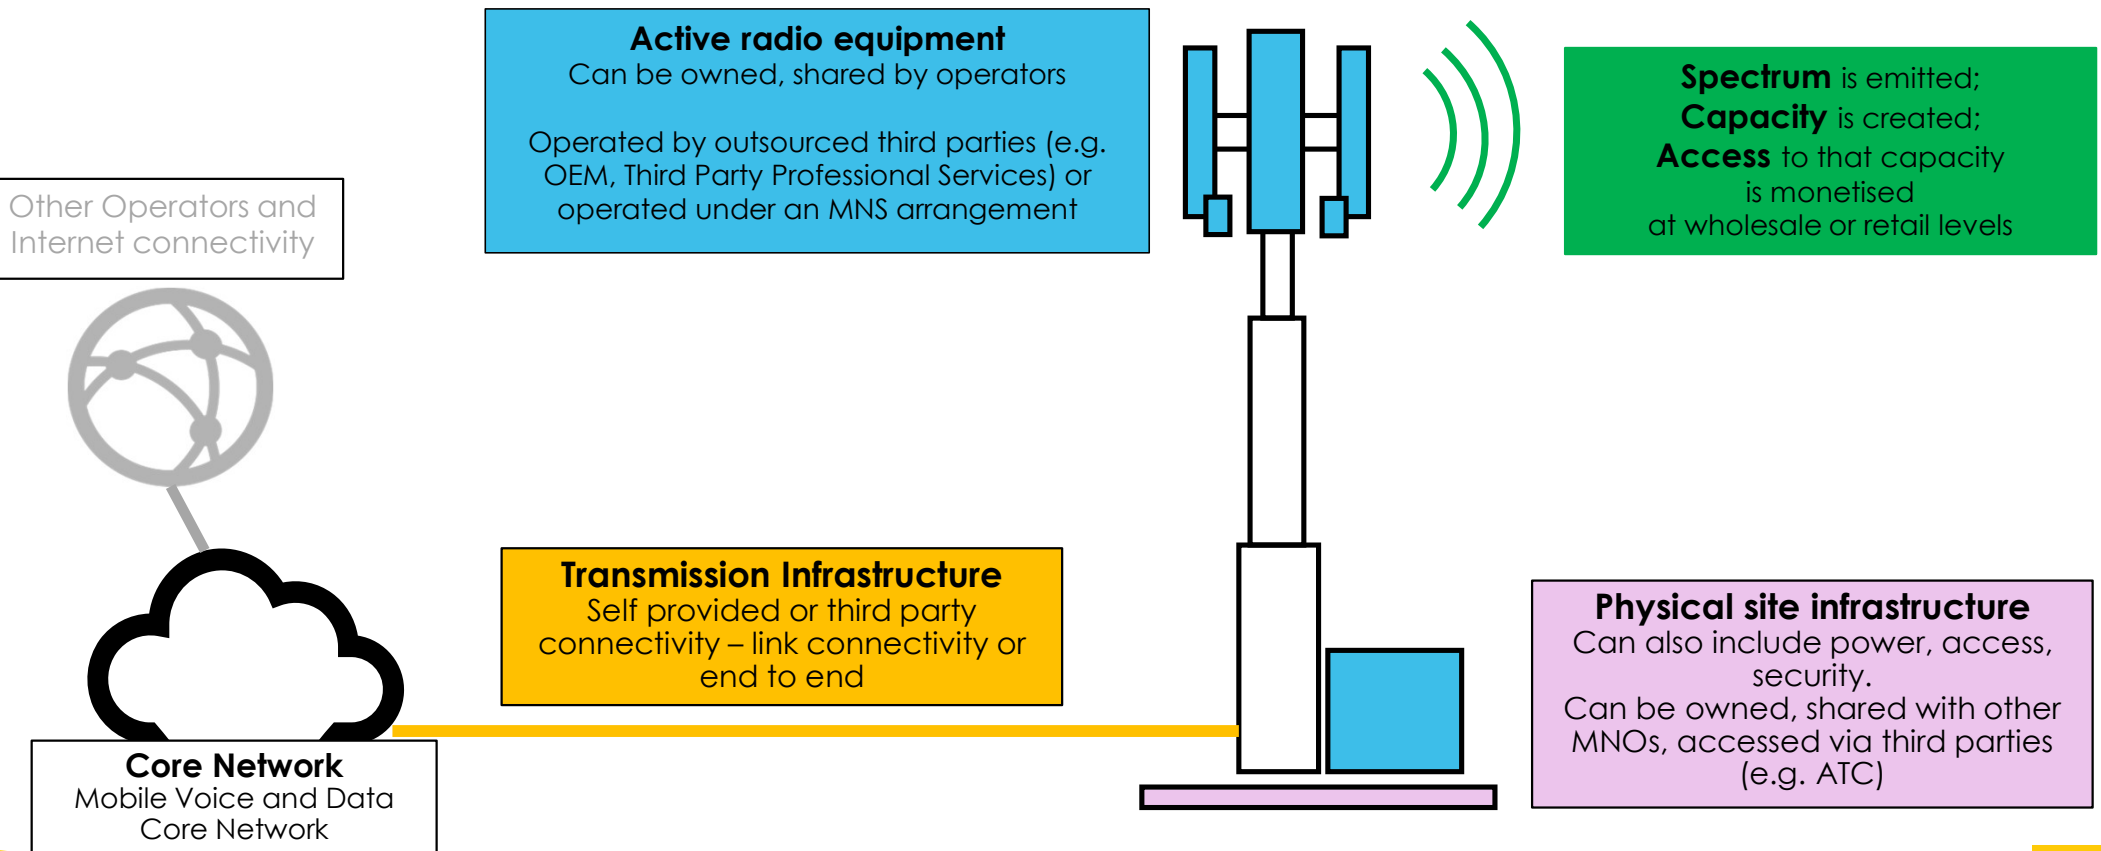 Active radio equipment
Can be owned, shared by operators
Operated by outsourced third parties (e.g.
OEM, Third Party Professional Services) or
operated under an MNS arrangement
Spectrum is emitted;
Capacity is created;
Access to that capacity
is monetised
at wholesale or retail levels
Other Operators and
Internet connectivity
Transmission Infrastructure
Self provided or third party
connectivity – link connectivity or
end to end
Physical site infrastructure
Can also include power, access,
security.
Can be owned, shared with other
MNOs, accessed via third parties
(e.g. ATC)
Core Network
Mobile Voice and Data
Core Network